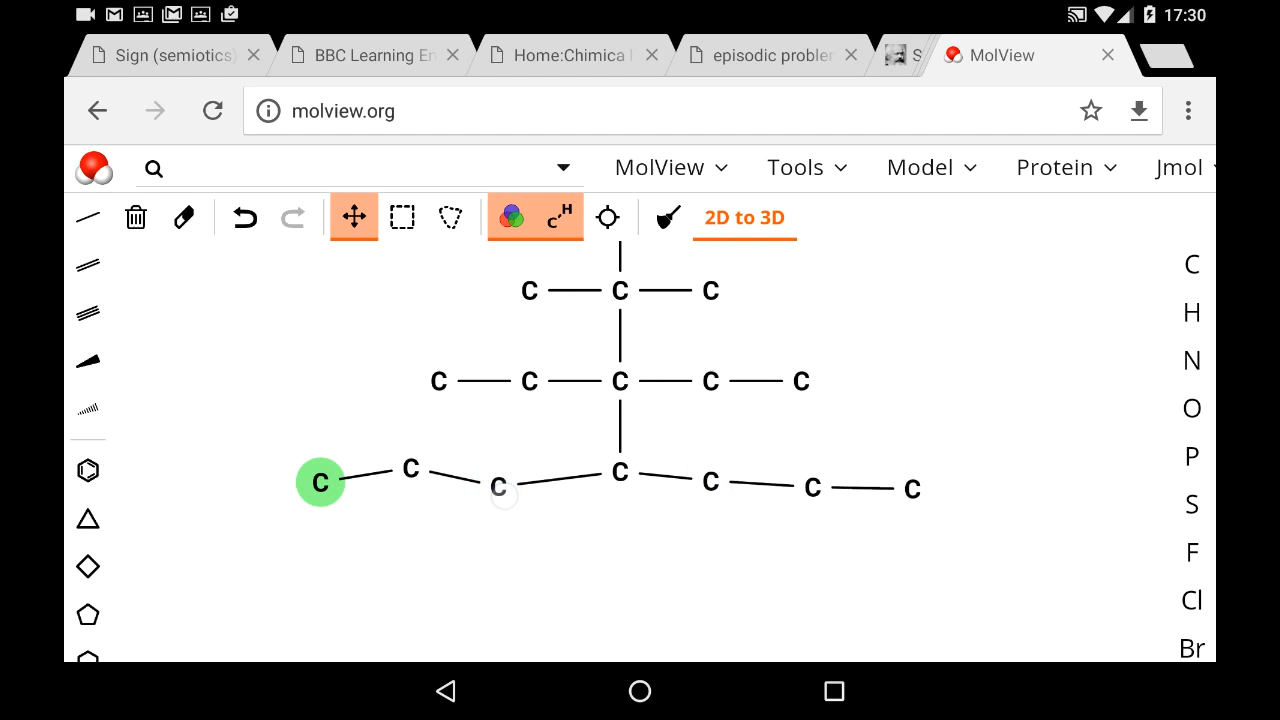 17:30
Sign (semiotics) BBC Learning En Home:Chimica episodic problem S MolView
molview.org
MolView Tools Model Protein Jmol
C H 2D to 3D
C
C C C
H
N
C C C C C
O
P
C C C C C C C
S
F
Cl
Br